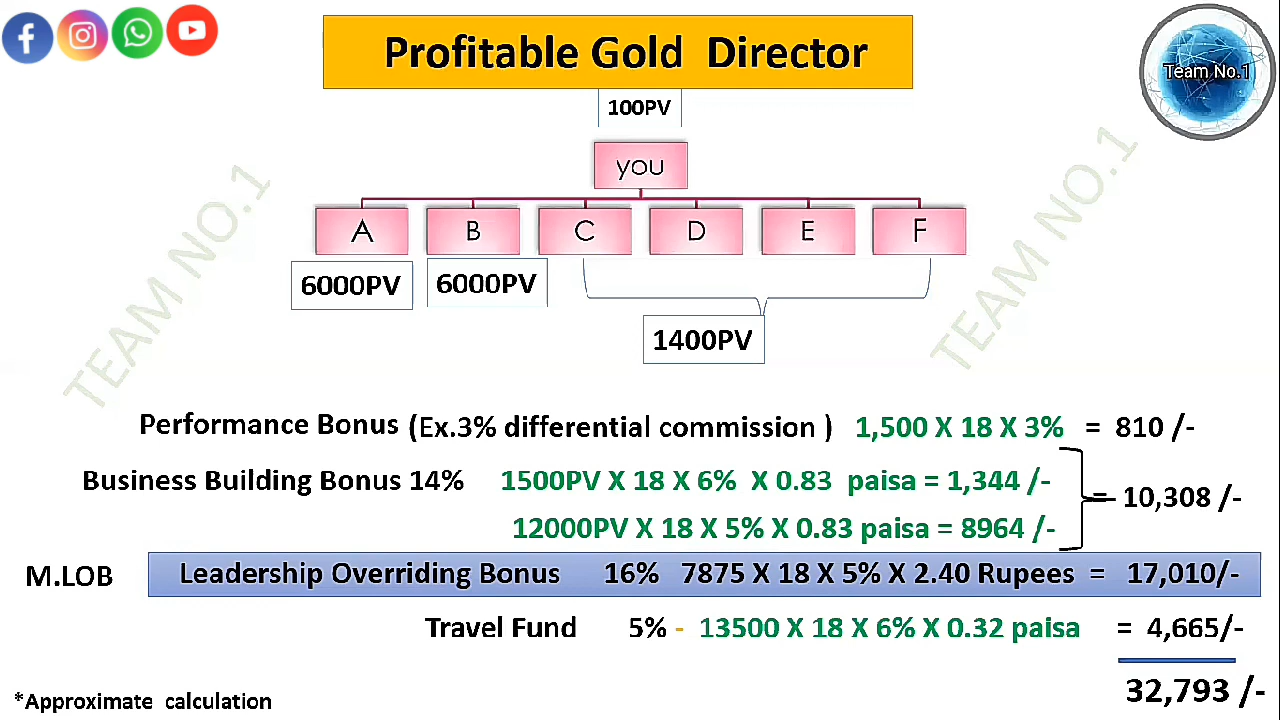 Profitable Gold Director
Team No.1
100PV
you
A B C D E F
6000PV 6000PV
1400PV
TEAM NO.1
TEAM NO.1
Performance Bonus (Ex.3% differential commission ) 1,500 X 18 X 3% = 810 /-
Business Building Bonus 14% 1500PV X 18 X 6% X 0.83 paisa = 1,344 /-
= 10,308 /-
12000PV X 18 X 5% X 0.83 paisa = 8964 /-
M.LOB Leadership Overriding Bonus 16% 7875 X 18 X 5% X 2.40 Rupees = 17,010/-
Travel Fund 5% - 13500 X 18 X 6% X 0.32 paisa = 4,665/-
32,793 /-
*Approximate calculation